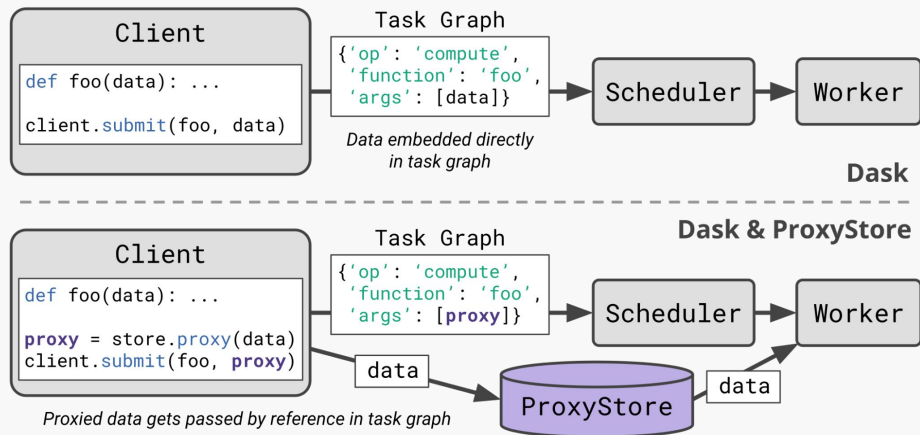 Client
def foo(data): ...
client.submit(foo, data)
Task Graph
{‘op’: ‘compute’,
‘function’: ‘foo’,
‘args’: [data]}
Data embedded directly
in task graph
Scheduler
Worker
Dask
Dask & ProxyStore
Client
def foo(data): ...
proxy = store.proxy(data)
client.submit(foo, proxy)
Task Graph
{‘op’: ‘compute’,
‘function’: ‘foo’,
‘args’: [proxy]}
Scheduler
Worker
data
ProxyStore
data
Proxied data gets passed by reference in task graph